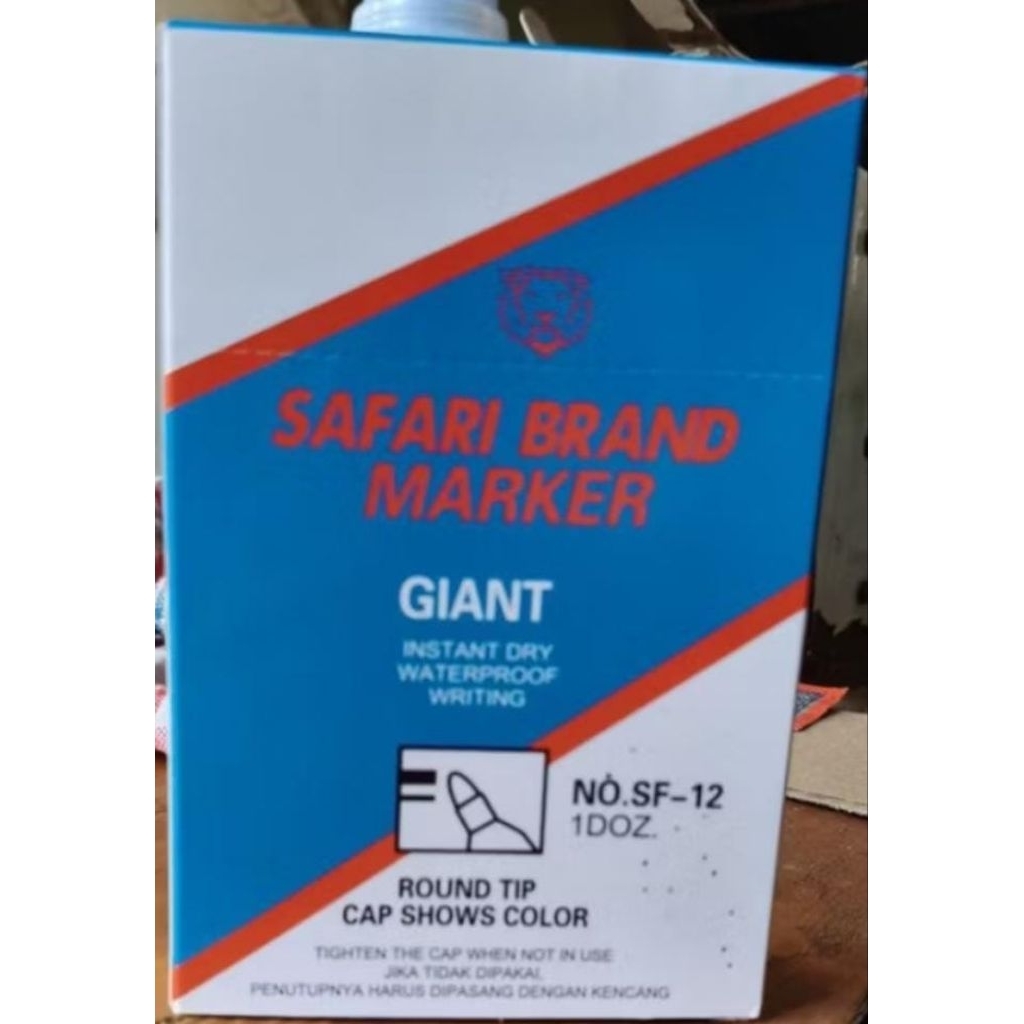 SAFARI BRAND
MARKER
GIANT
INSTANT DRY
WATERPROOF
WRITING
NO.SF-12
1DOZ.
ROUND TIP
CAP SHOWS COLOR
TIGHTEN THE CAP WHEN NOT IN USE
JIKA TIDAK DIPAKAI,
PENUTUPNYA HARUS DIPASANG DENGAN KENCANG